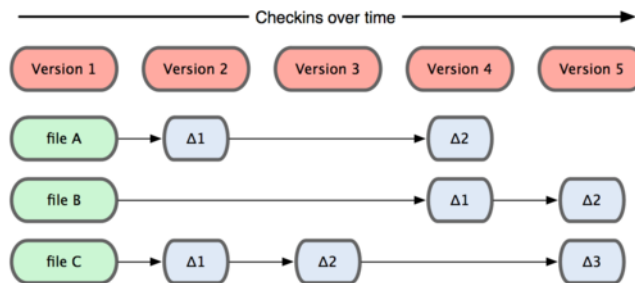 Checkins over time
Version 1 Version 2 Version 3 Version 4 Version 5
file A Δ1 Δ2
file B Δ1 Δ2
file C Δ1 Δ2 Δ3